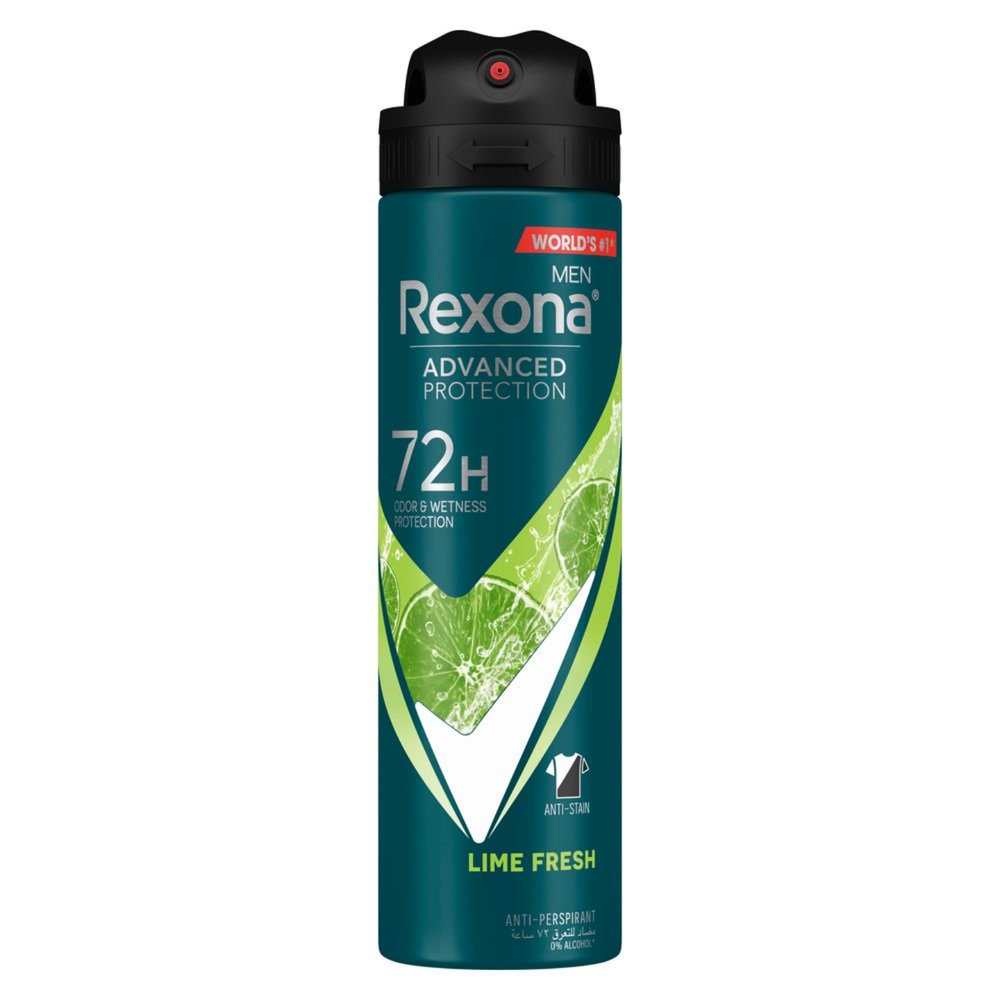 WORLD'S #1*
MEN
Rexona®
ADVANCED
PROTECTION
72H
ODOR & WETNESS
PROTECTION
ANTI-STAIN
LIME FRESH
ANTI-PERSPIRANT
مضاد للتعرق ٧٢ ساعة
0% ALCOHOL*